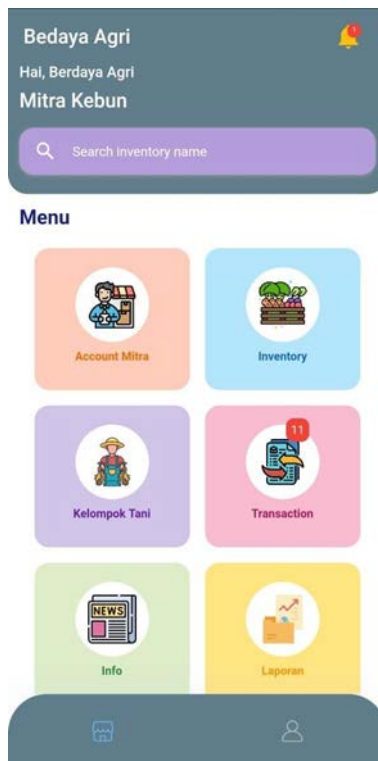 Bedaya Agri
1
Hai, Berdaya Agri
Mitra Kebun
Search inventory name
Menu
Account Mitra
Inventory
11
Kelompok Tani
Transaction
NEWS
Info
Laporan